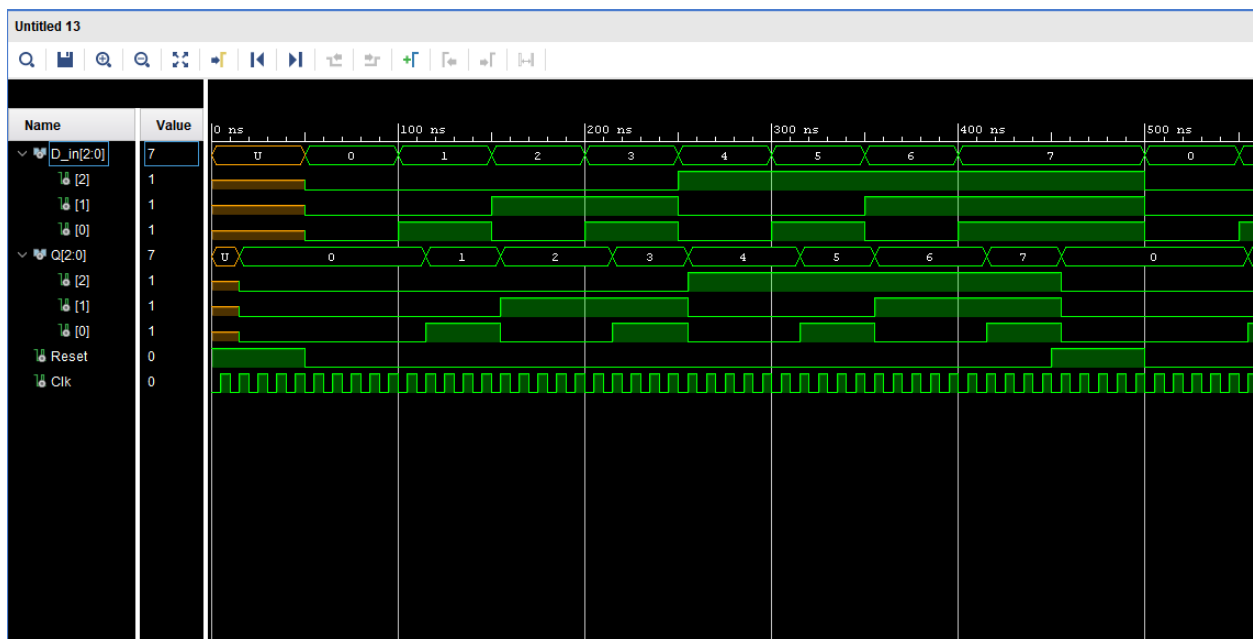 Untitled 13
Name Value
0 ns 100 ns 200 ns 300 ns 400 ns 500 ns
D_in[2:0] 7 U 0 1 2 3 4 5 6 7 0
[2] 1
[1] 1
[0] 1
Q[2:0] 7 U 0 1 2 3 4 5 6 7 0
[2] 1
[1] 1
[0] 1
Reset 0
Clk 0